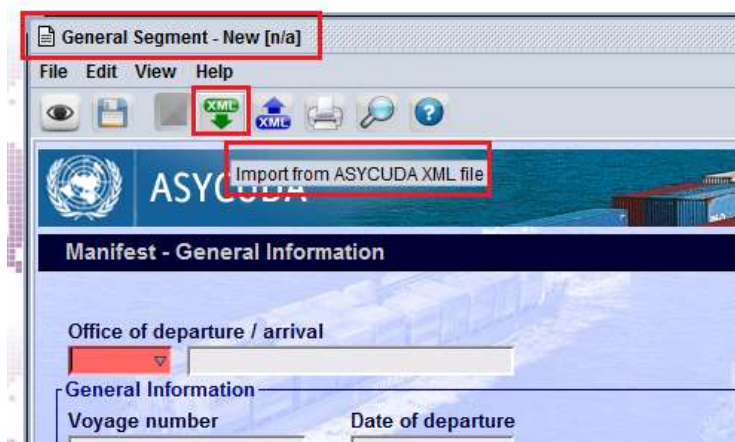 General Segment - New [n/a]
File Edit View Help
XML XML ?
ASYCUDA
Import from ASYCUDA XML file
Manifest - General Information
Office of departure / arrival
General Information
Voyage number Date of departure